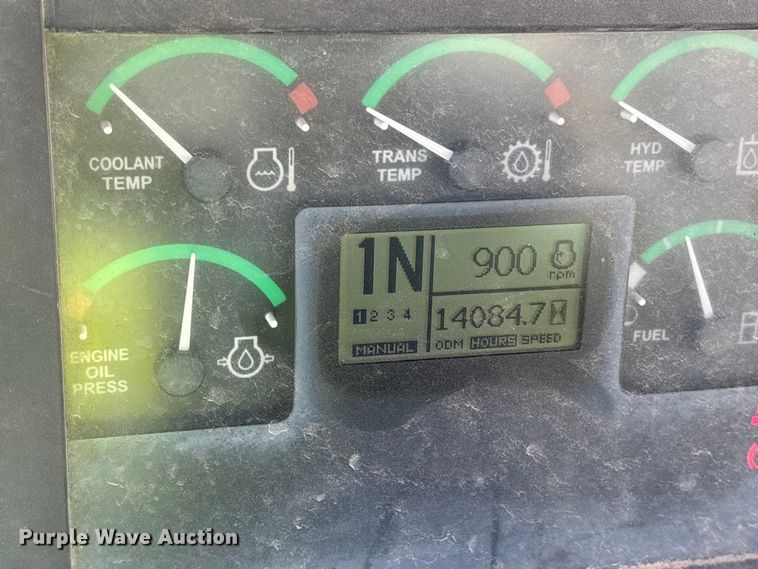 COOLANT
TEMP
TRANS
TEMP
HYD
TEMP
1N
900 rpm
1 2 3 4
14084.7
MANUAL
ODM HOURS SPEED
ENGINE
OIL
PRESS
FUEL
Purple Wave Auction